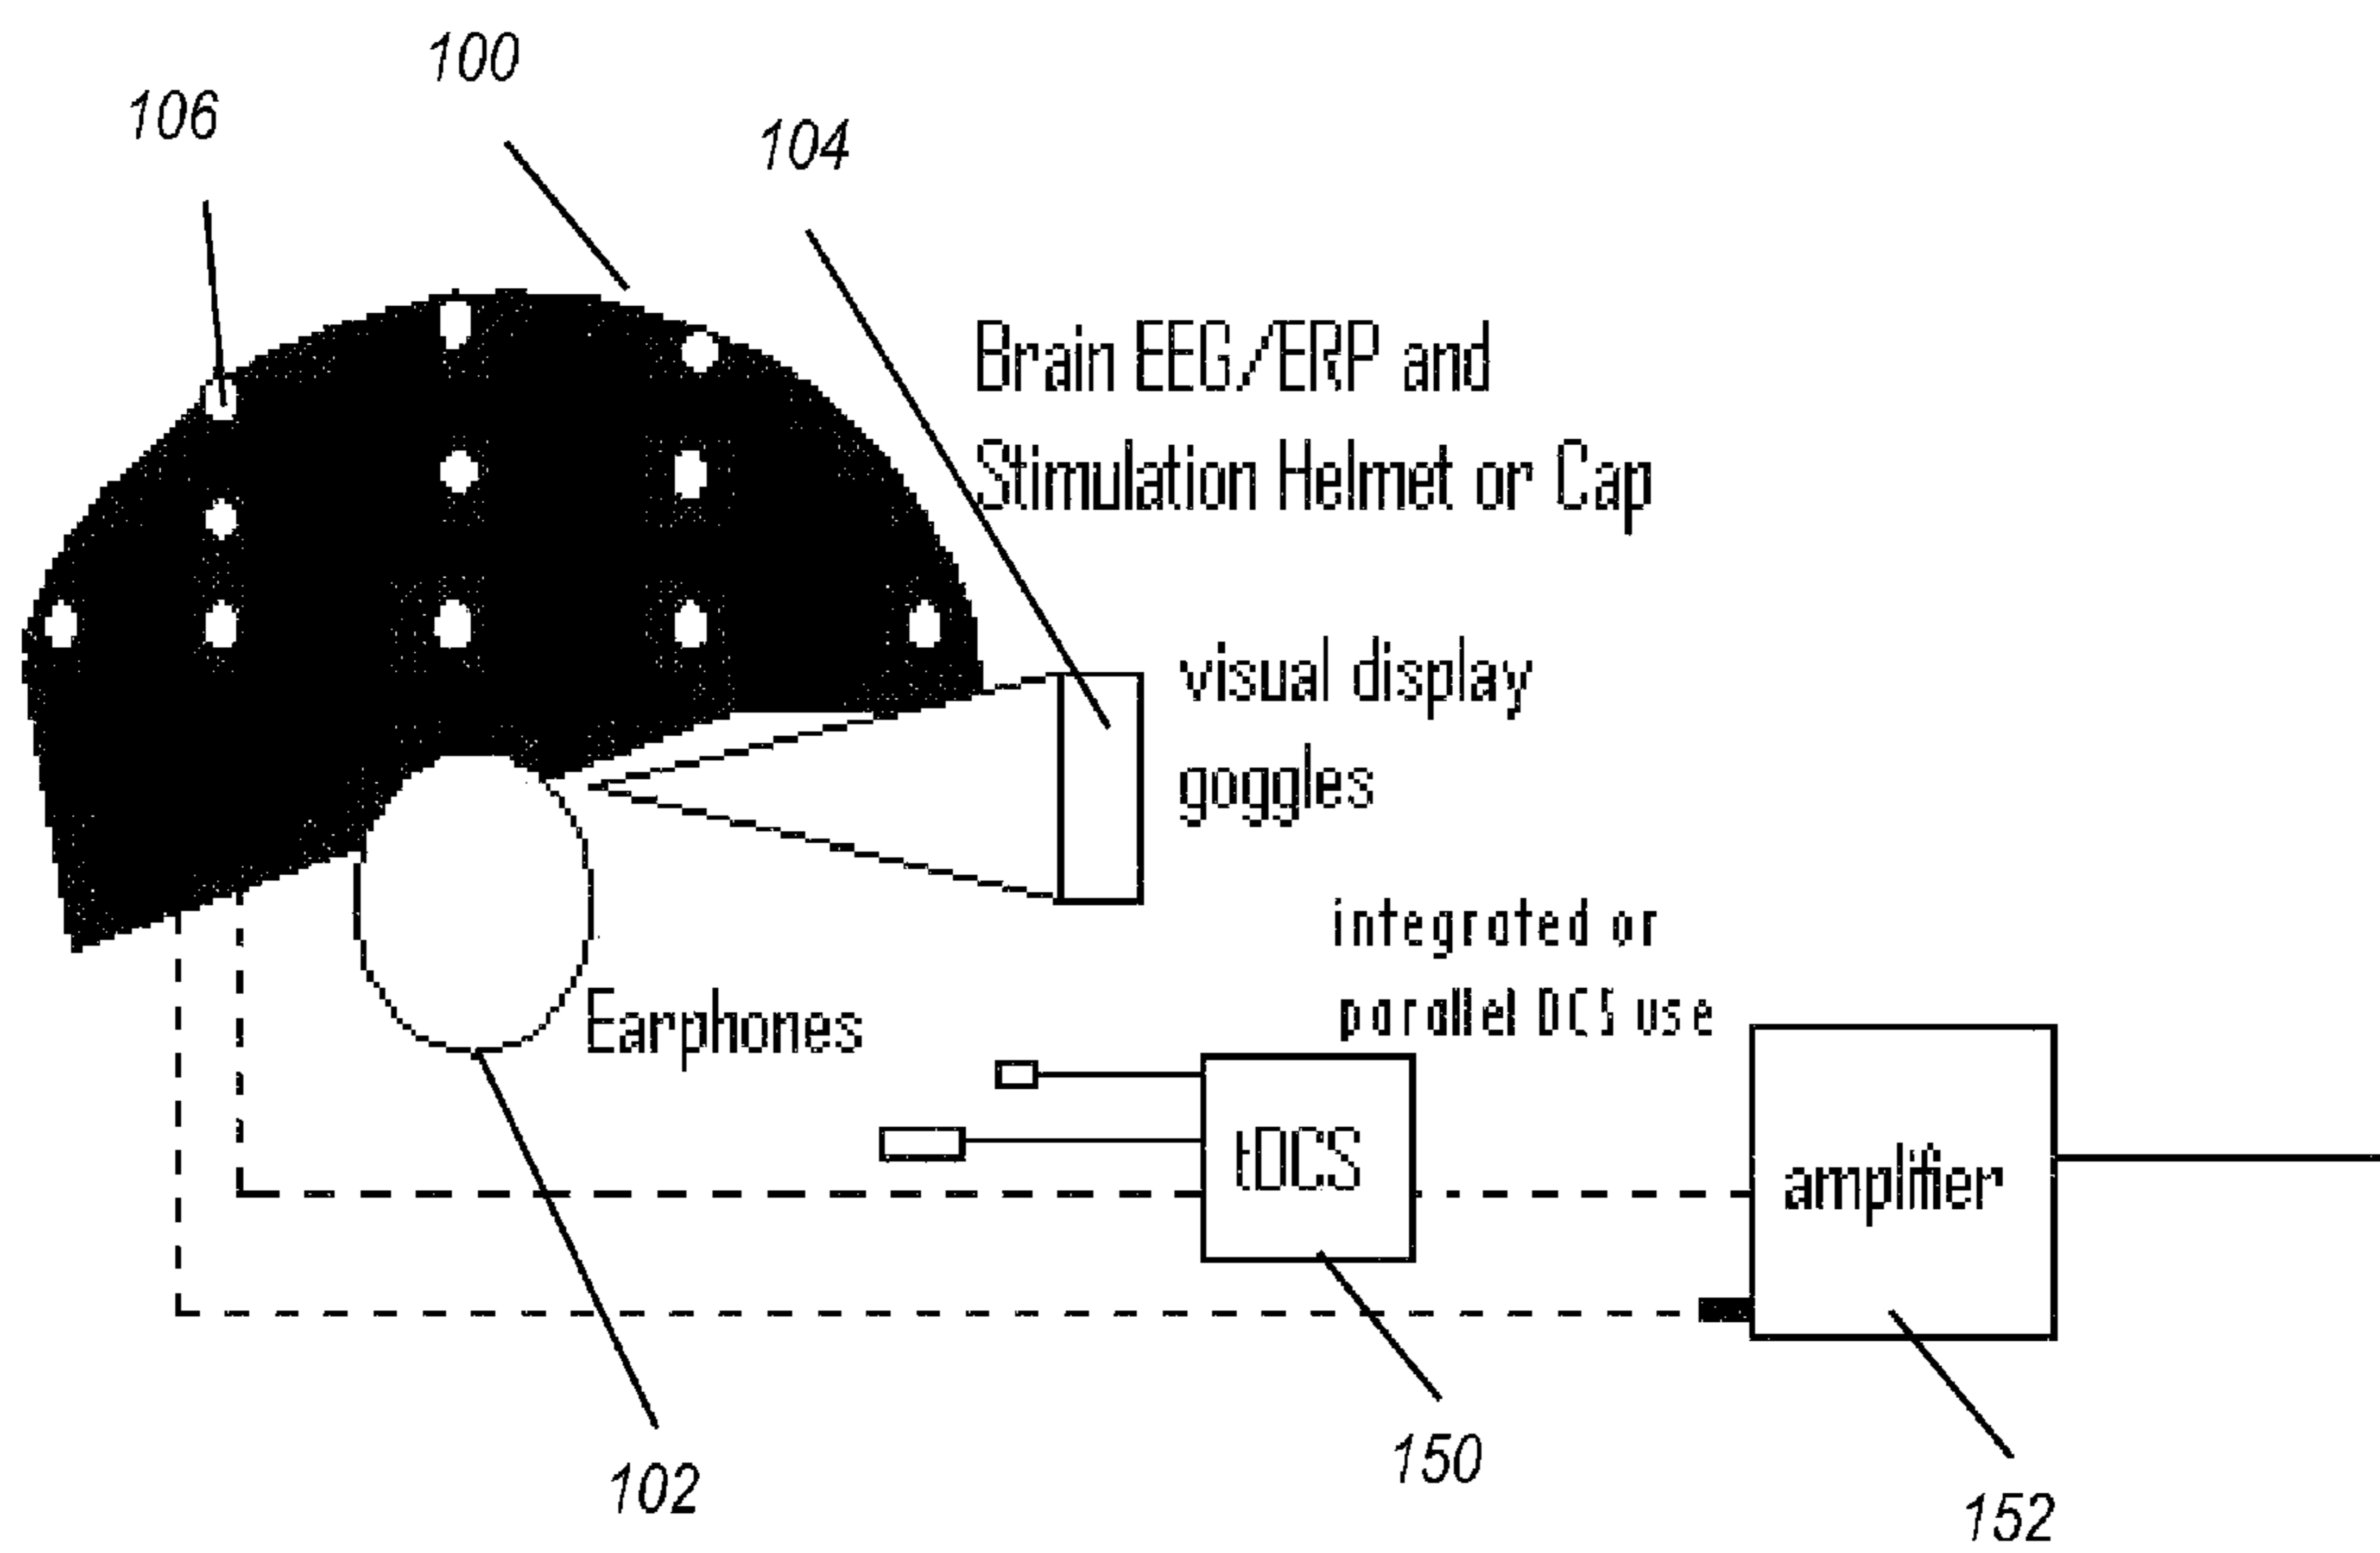 100
106
104
Brain EEG/ERP and
Stimulation Helmet or Cap
visual display
goggles
integrated or
parallel DCS use
Earphones
tDCS
amplifier
102
150
152